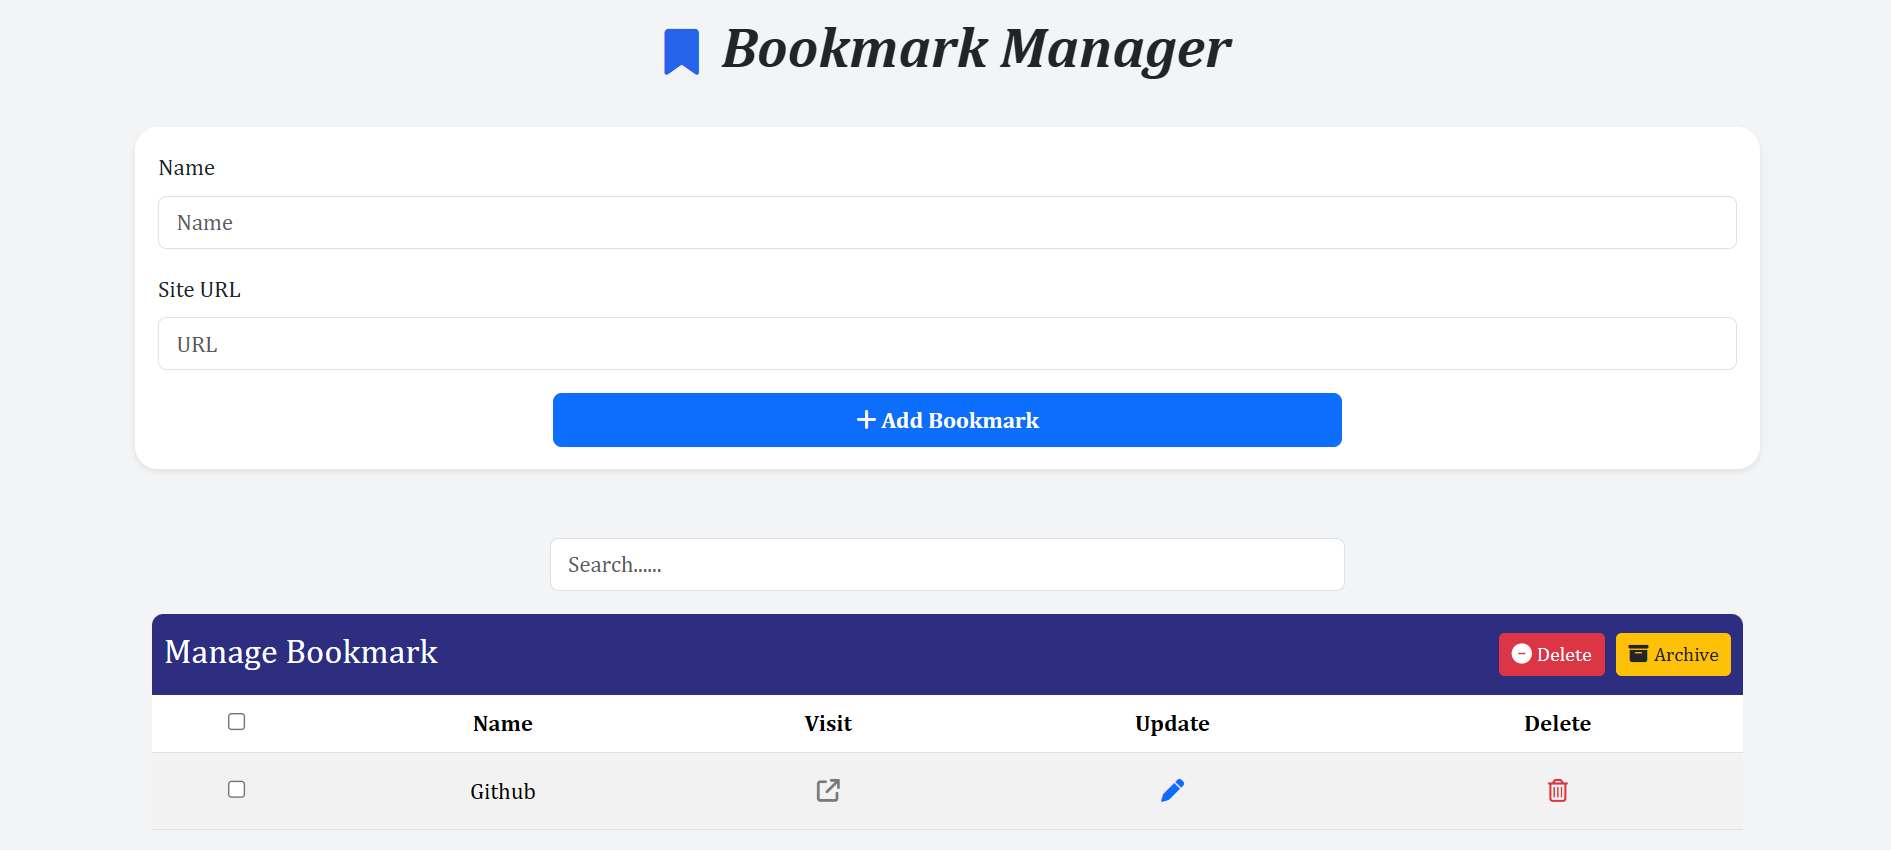 Bookmark Manager
Name
Name
Site URL
URL
Add Bookmark
Search......
Manage Bookmark Delete Archive
Name Visit Update Delete
Github